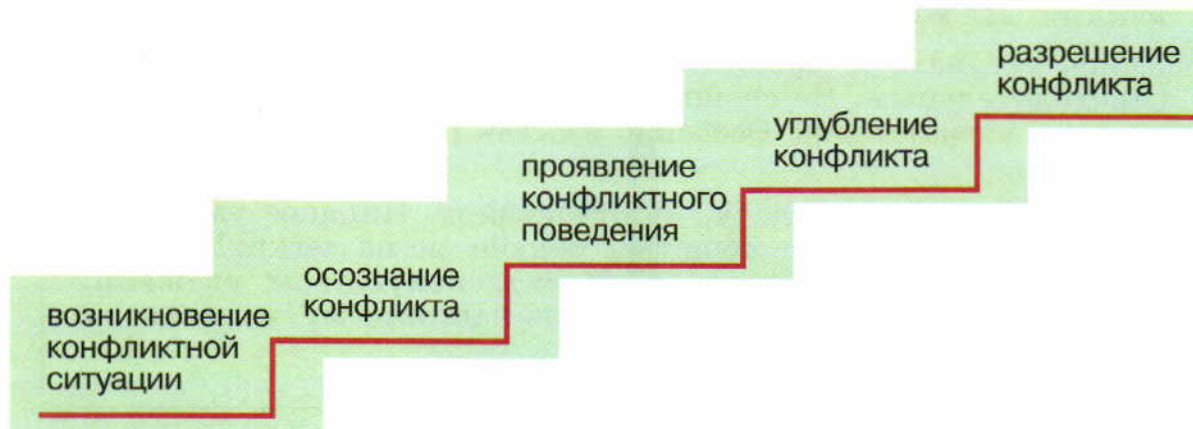 возникновение
конфликтной
ситуации
осознание
конфликта
проявление
конфликтного
поведения
углубление
конфликта
разрешение
конфликта